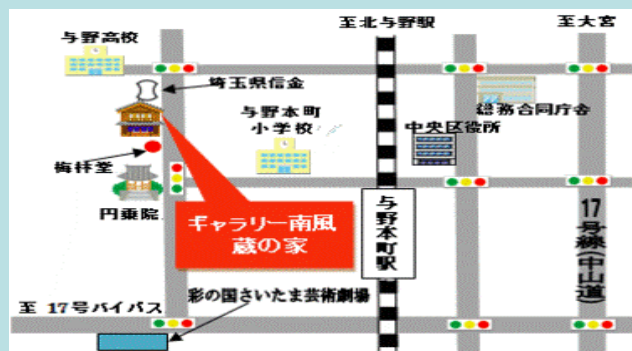 至北与野駅
至大宮
与野高校
埼玉県信金
総務合同庁舎
与野本町
小学校
中央区役所
梅林堂
円乗院
ギャラリー南風
蔵の家
与野本町駅
17号線(中山道)
至 17号バイパス
彩の国さいたま芸術劇場